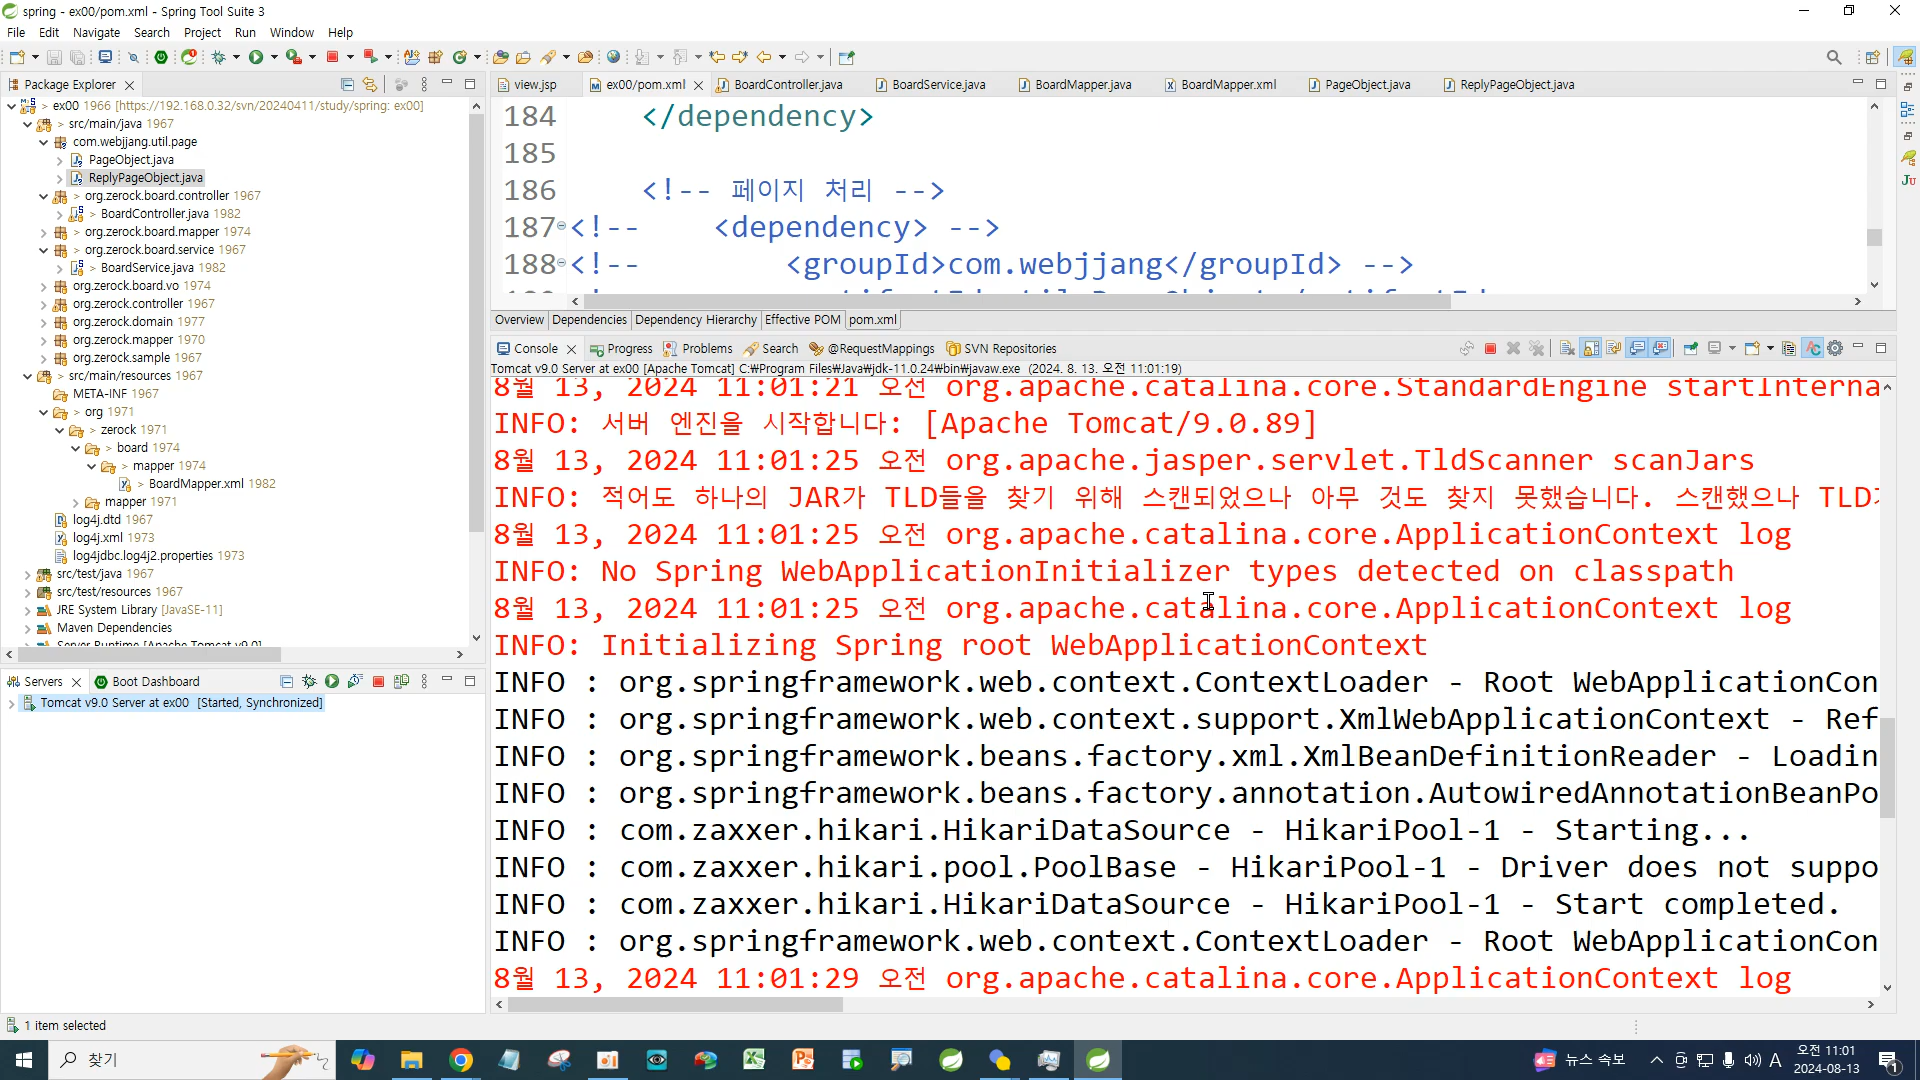 spring - ex00/pom.xml - Spring Tool Suite 3
File Edit Navigate Search Project Run Window Help
Package Explorer
ex00 1966 [https://192.168.0.32/svn/20240411/study/spring: ex00]
> src/main/java 1967
com.webjjang.util.page
PageObject.java
ReplyPageObject.java
> org.zerock.board.controller 1967
> BoardController.java 1982
> org.zerock.board.mapper 1974
> org.zerock.board.service 1967
> BoardService.java 1982
org.zerock.board.vo 1974
org.zerock.controller 1967
org.zerock.domain 1977
org.zerock.mapper 1970
org.zerock.sample 1967
> src/main/resources 1967
META-INF 1967
> org 1971
> zerock 1971
> board 1974
> mapper 1974
> BoardMapper.xml 1982
> mapper 1971
log4j.dtd 1967
log4j.xml 1973
log4jdbc.log4j2.properties 1973
src/test/java 1967
src/test/resources 1967
JRE System Library [JavaSE-11]
Maven Dependencies
Server Runtime [Apache Tomcat v9.0]
Servers Boot Dashboard
Tomcat v9.0 Server at ex00 [Started, Synchronized]
view.jsp ex00/pom.xml BoardController.java BoardService.java BoardMapper.java BoardMapper.xml PageObject.java ReplyPageObject.java
184 </dependency>
185
186 <!-- 페이지 처리 -->
187 <!-- <dependency> -->
188 <!-- <groupId>com.webjjang</groupId> -->
Overview Dependencies Dependency Hierarchy Effective POM pom.xml
Console Progress Problems Search @RequestMappings SVN Repositories
Tomcat v9.0 Server at ex00 [Apache Tomcat] C:₩Program Files₩Java₩jdk-11.0.24₩bin₩javaw.exe (2024. 8. 13. 오전 11:01:19)
8월 13, 2024 11:01:21 오전 org.apache.catalina.core.StandardEngine startInterna
INFO: 서버 엔진을 시작합니다: [Apache Tomcat/9.0.89]
8월 13, 2024 11:01:25 오전 org.apache.jasper.servlet.TldScanner scanJars
INFO: 적어도 하나의 JAR가 TLD들을 찾기 위해 스캔되었으나 아무 것도 찾지 못했습니다. 스캔했으나 TLD가
8월 13, 2024 11:01:25 오전 org.apache.catalina.core.ApplicationContext log
INFO: No Spring WebApplicationInitializer types detected on classpath
8월 13, 2024 11:01:25 오전 org.apache.catalina.core.ApplicationContext log
INFO: Initializing Spring root WebApplicationContext
INFO : org.springframework.web.context.ContextLoader - Root WebApplicationCon
INFO : org.springframework.web.context.support.XmlWebApplicationContext - Ref
INFO : org.springframework.beans.factory.xml.XmlBeanDefinitionReader - Loadin
INFO : org.springframework.beans.factory.annotation.AutowiredAnnotationBeanPo
INFO : com.zaxxer.hikari.HikariDataSource - HikariPool-1 - Starting...
INFO : com.zaxxer.hikari.pool.PoolBase - HikariPool-1 - Driver does not suppo
INFO : com.zaxxer.hikari.HikariDataSource - HikariPool-1 - Start completed.
INFO : org.springframework.web.context.ContextLoader - Root WebApplicationCon
8월 13, 2024 11:01:29 오전 org.apache.catalina.core.ApplicationContext log
1 item selected
찾기
뉴스 속보
A
오전 11:01
2024-08-13
1